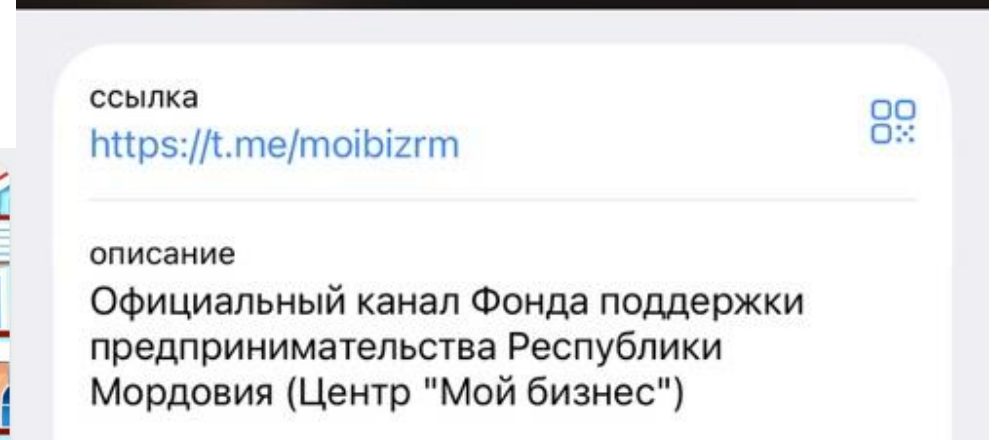 ссылка
https://t.me/moibizrm
описание
Официальный канал Фонда поддержки
предпринимательства Республики
Мордовия (Центр "Мой бизнес")